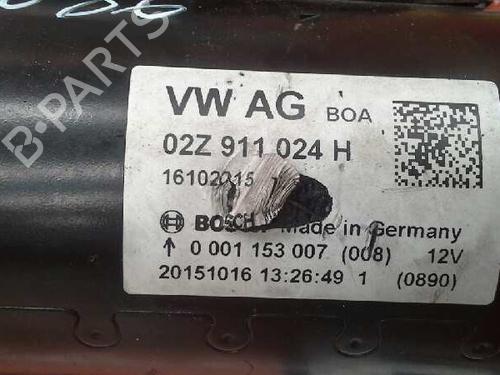 B-PARTS
VW AG BOA
02Z 911 024 H
16102015
BOSCH Made in Germany
↑ 0 001 153 007 (008) 12V
20151016 13:26:49 1 (0890)